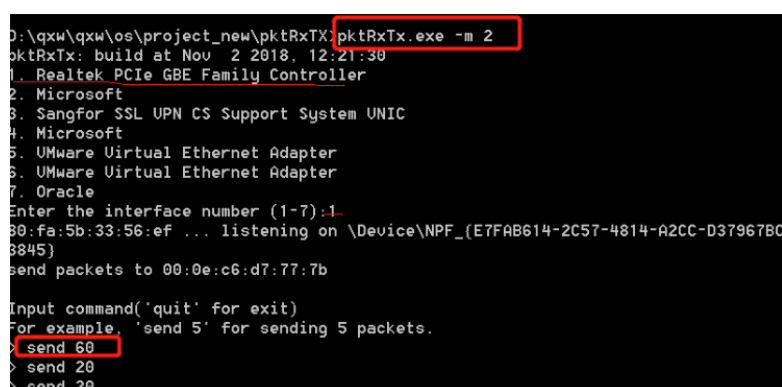 D:\qxw\qxw\os\project_new\pktRxTX>pktRxTx.exe -m 2
pktRxTx: build at Nov  2 2018, 12:21:30
1. Realtek PCIe GBE Family Controller
2. Microsoft
3. Sangfor SSL VPN CS Support System VNIC
4. Microsoft
5. VMware Virtual Ethernet Adapter
6. VMware Virtual Ethernet Adapter
7. Oracle
Enter the interface number (1-7):1
80:fa:5b:33:56:ef ... listening on \Device\NPF_{E7FAB614-2C57-4814-A2CC-D37967BC
3845}
send packets to 00:0e:c6:d7:77:7b
Input command('quit' for exit)
For example, 'send 5' for sending 5 packets.
> send 60
> send 20
> send 20